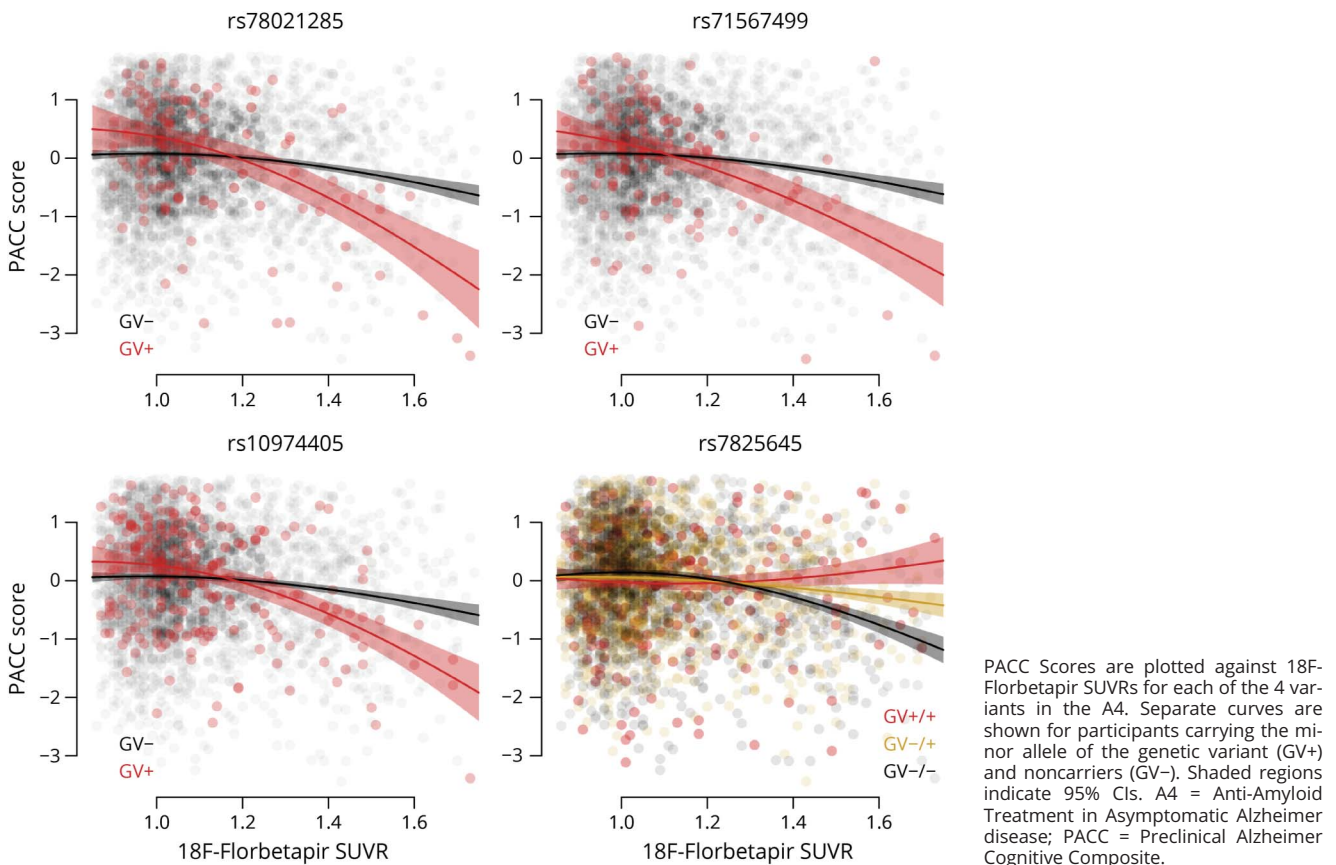 rs78021285
rs71567499
1
0
−1
−2
−3
PACC score
GV−
GV+
1.0 1.2 1.4 1.6
1
0
−1
−2
−3
GV−
GV+
1.0 1.2 1.4 1.6
rs10974405
rs7825645
1
0
−1
−2
−3
PACC score
GV−
GV+
1.0 1.2 1.4 1.6
18F-Florbetapir SUVR
1
0
−1
−2
−3
GV+/+
GV−/+
GV−/−
1.0 1.2 1.4 1.6
18F-Florbetapir SUVR
PACC Scores are plotted against 18F-
Florbetapir SUVRs for each of the 4 var-
iants in the A4. Separate curves are
shown for participants carrying the mi-
nor allele of the genetic variant (GV+)
and noncarriers (GV−). Shaded regions
indicate 95% CIs. A4 = Anti-Amyloid
Treatment in Asymptomatic Alzheimer
disease; PACC = Preclinical Alzheimer
Cognitive Composite.